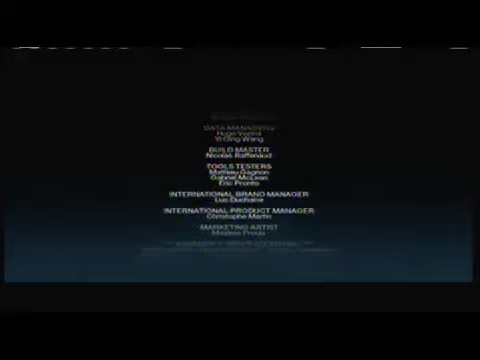 DATA MANAGERS
Hugo Vezina
Yi Qing Wang
BUILD MASTER
Nicolas Raffenaud
TOOLS TESTERS
Mathieu Gagnon
Gabriel McLean
Eric Pronto
INTERNATIONAL BRAND MANAGER
Luc Duchaine
INTERNATIONAL PRODUCT MANAGER
Christophe Martin
MARKETING ARTIST